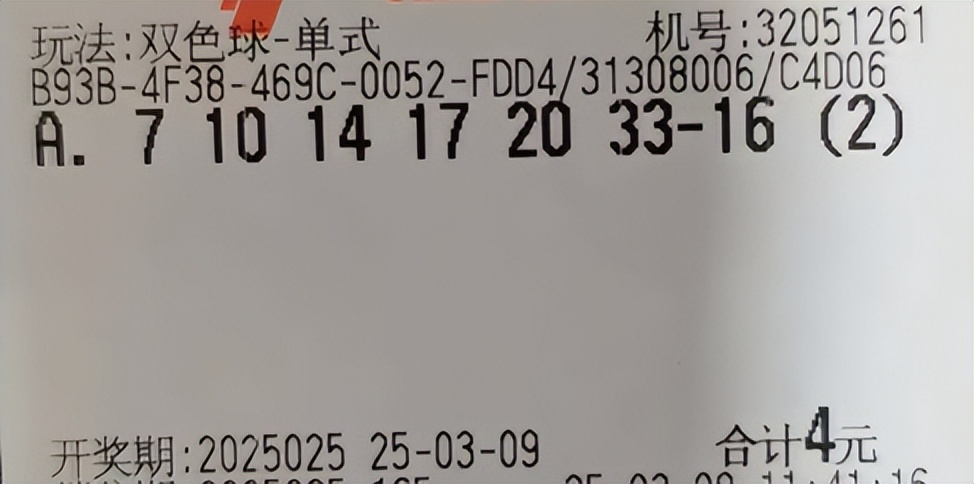 玩法:双色球-单式 机号:32051261
B93B-4F38-469C-0052-FDD4/31308006/C4D06
A. 7 10 14 17 20 33-16 (2)
开奖期:2025025 25-03-09 合计4元